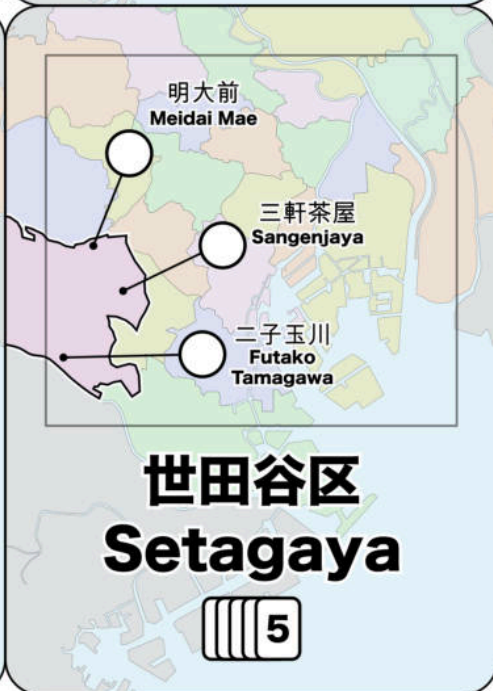 明大前
Meidai Mae
三軒茶屋
Sangenjaya
二子玉川
Futako
Tamagawa
世田谷区
Setagaya
5